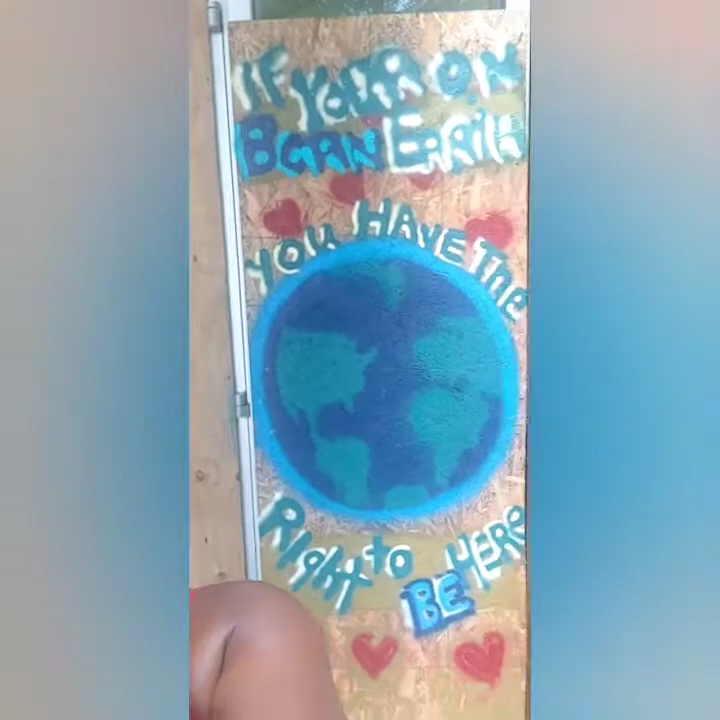 IF YOUR ON
BORN EARTH
YOU HAVE THE
RIGHT to HERE
BE